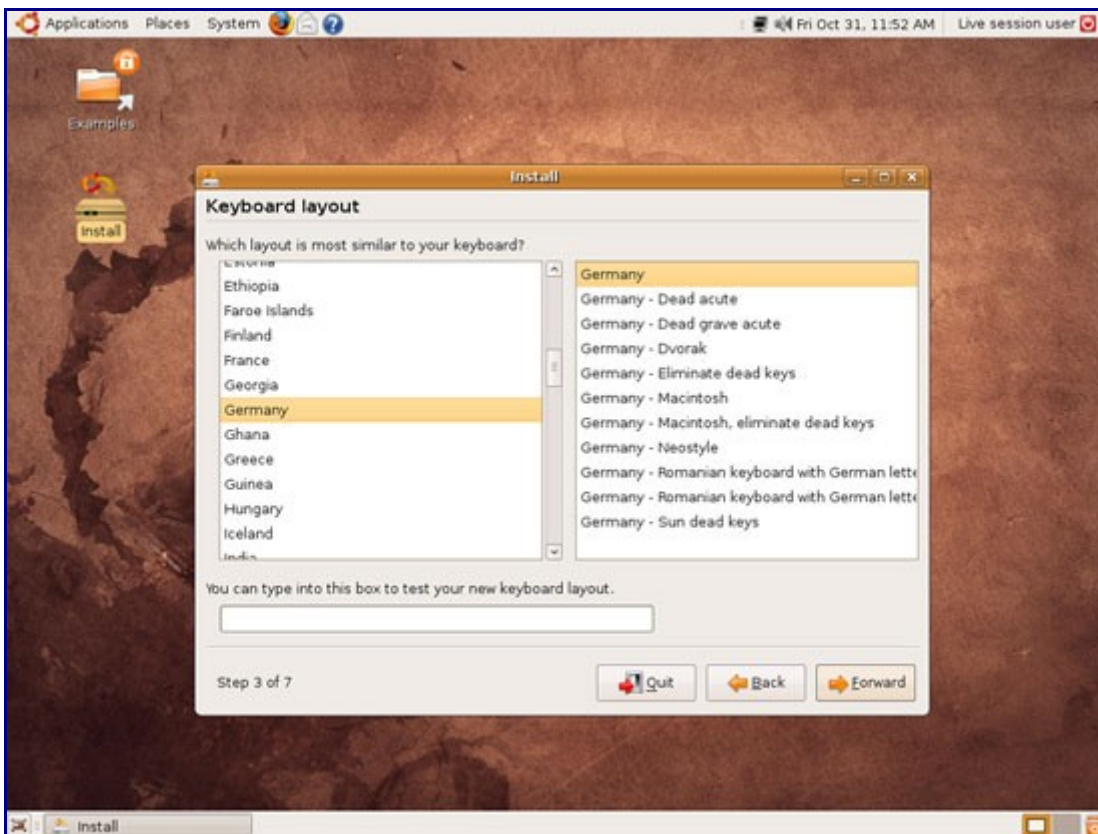 Applications Places System
Fri Oct 31, 11:52 AM Live session user
Examples
Install
Install
Keyboard layout
Which layout is most similar to your keyboard?
Estonia
Ethiopia
Faroe Islands
Finland
France
Georgia
Germany
Ghana
Greece
Guinea
Hungary
Iceland
India
Germany
Germany - Dead acute
Germany - Dead grave acute
Germany - Dvorak
Germany - Eliminate dead keys
Germany - Macintosh
Germany - Macintosh, eliminate dead keys
Germany - Neostyle
Germany - Romanian keyboard with German lette
Germany - Romanian keyboard with German lette
Germany - Sun dead keys
You can type into this box to test your new keyboard layout.
Step 3 of 7
Quit Back Forward
Install